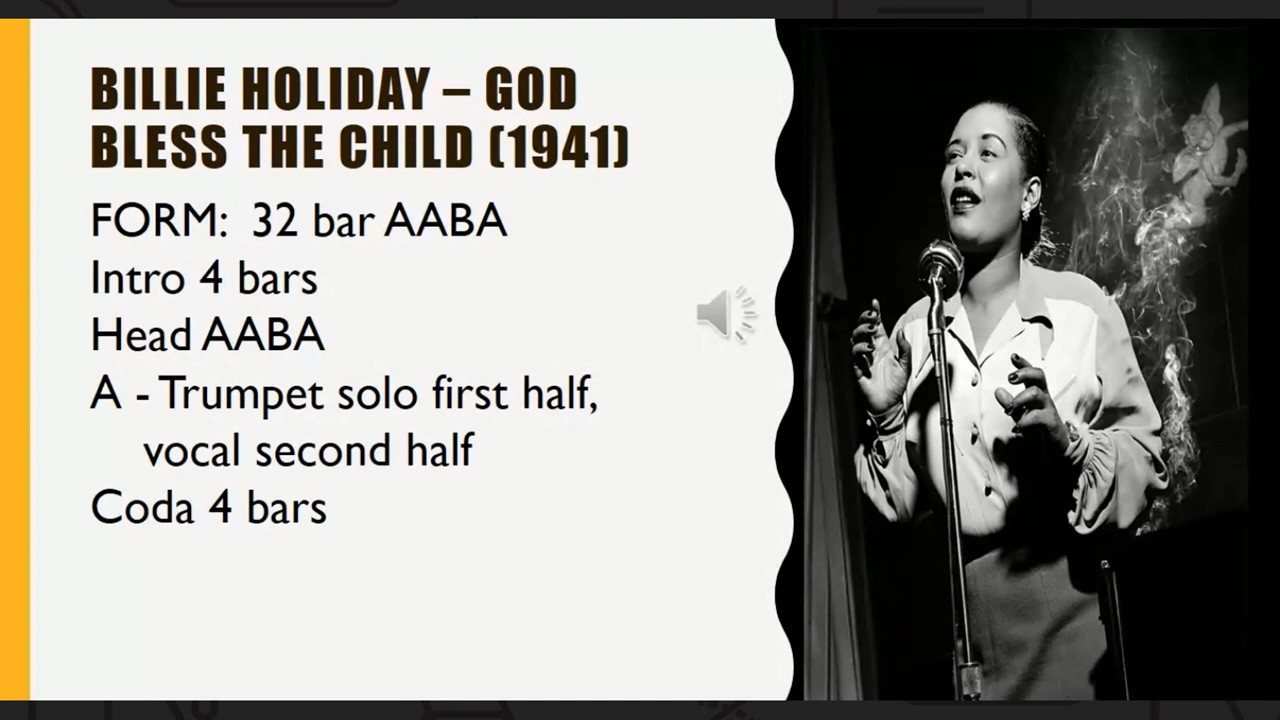 BILLIE HOLIDAY – GOD
BLESS THE CHILD (1941)
FORM:  32 bar AABA
Intro 4 bars
Head AABA
A - Trumpet solo first half,
vocal second half
Coda 4 bars